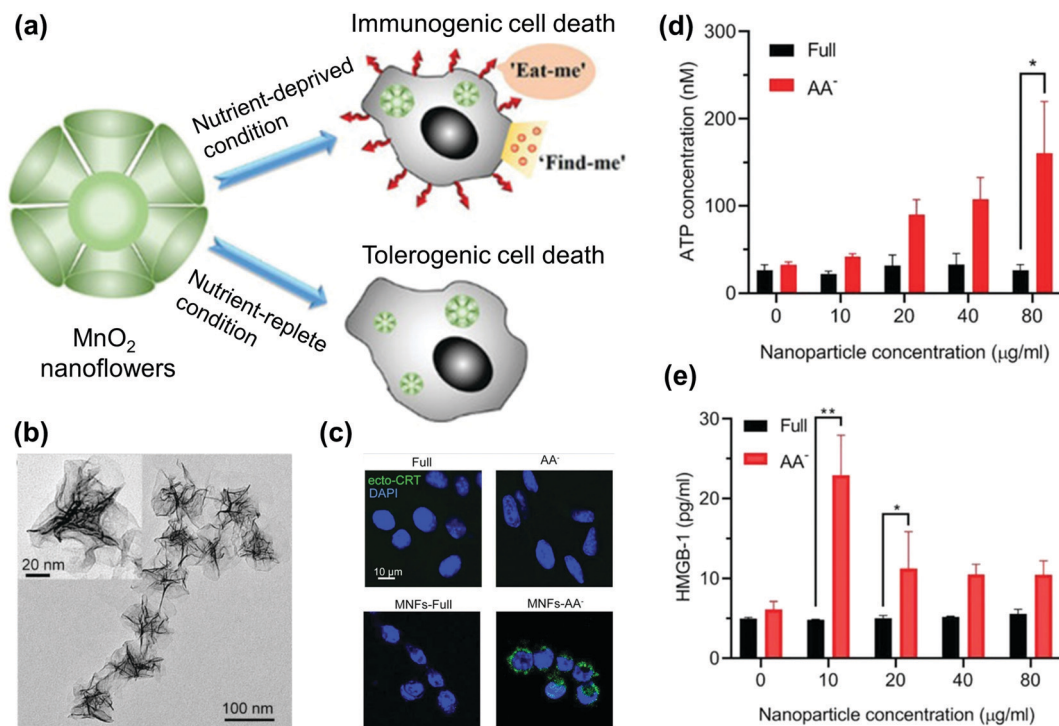 (a)
Immunogenic cell death
Nutrient-deprived
condition
'Eat-me'
'Find-me'
Tolerogenic cell death
Nutrient-replete
condition
MnO₂
nanoflowers
(b)
20 nm
100 nm
(c)
Full
AA⁻
ecto-CRT
DAPI
10 μm
MNFs-Full
MNFs-AA⁻
(d)
300
200
100
0
ATP concentration (nM)
Full
AA⁻
*
0 10 20 40 80
Nanoparticle concentration (μg/ml)
(e)
30
20
10
0
HMGB-1 (pg/ml)
Full
AA⁻
**
*
0 10 20 40 80
Nanoparticle concentration (μg/ml)